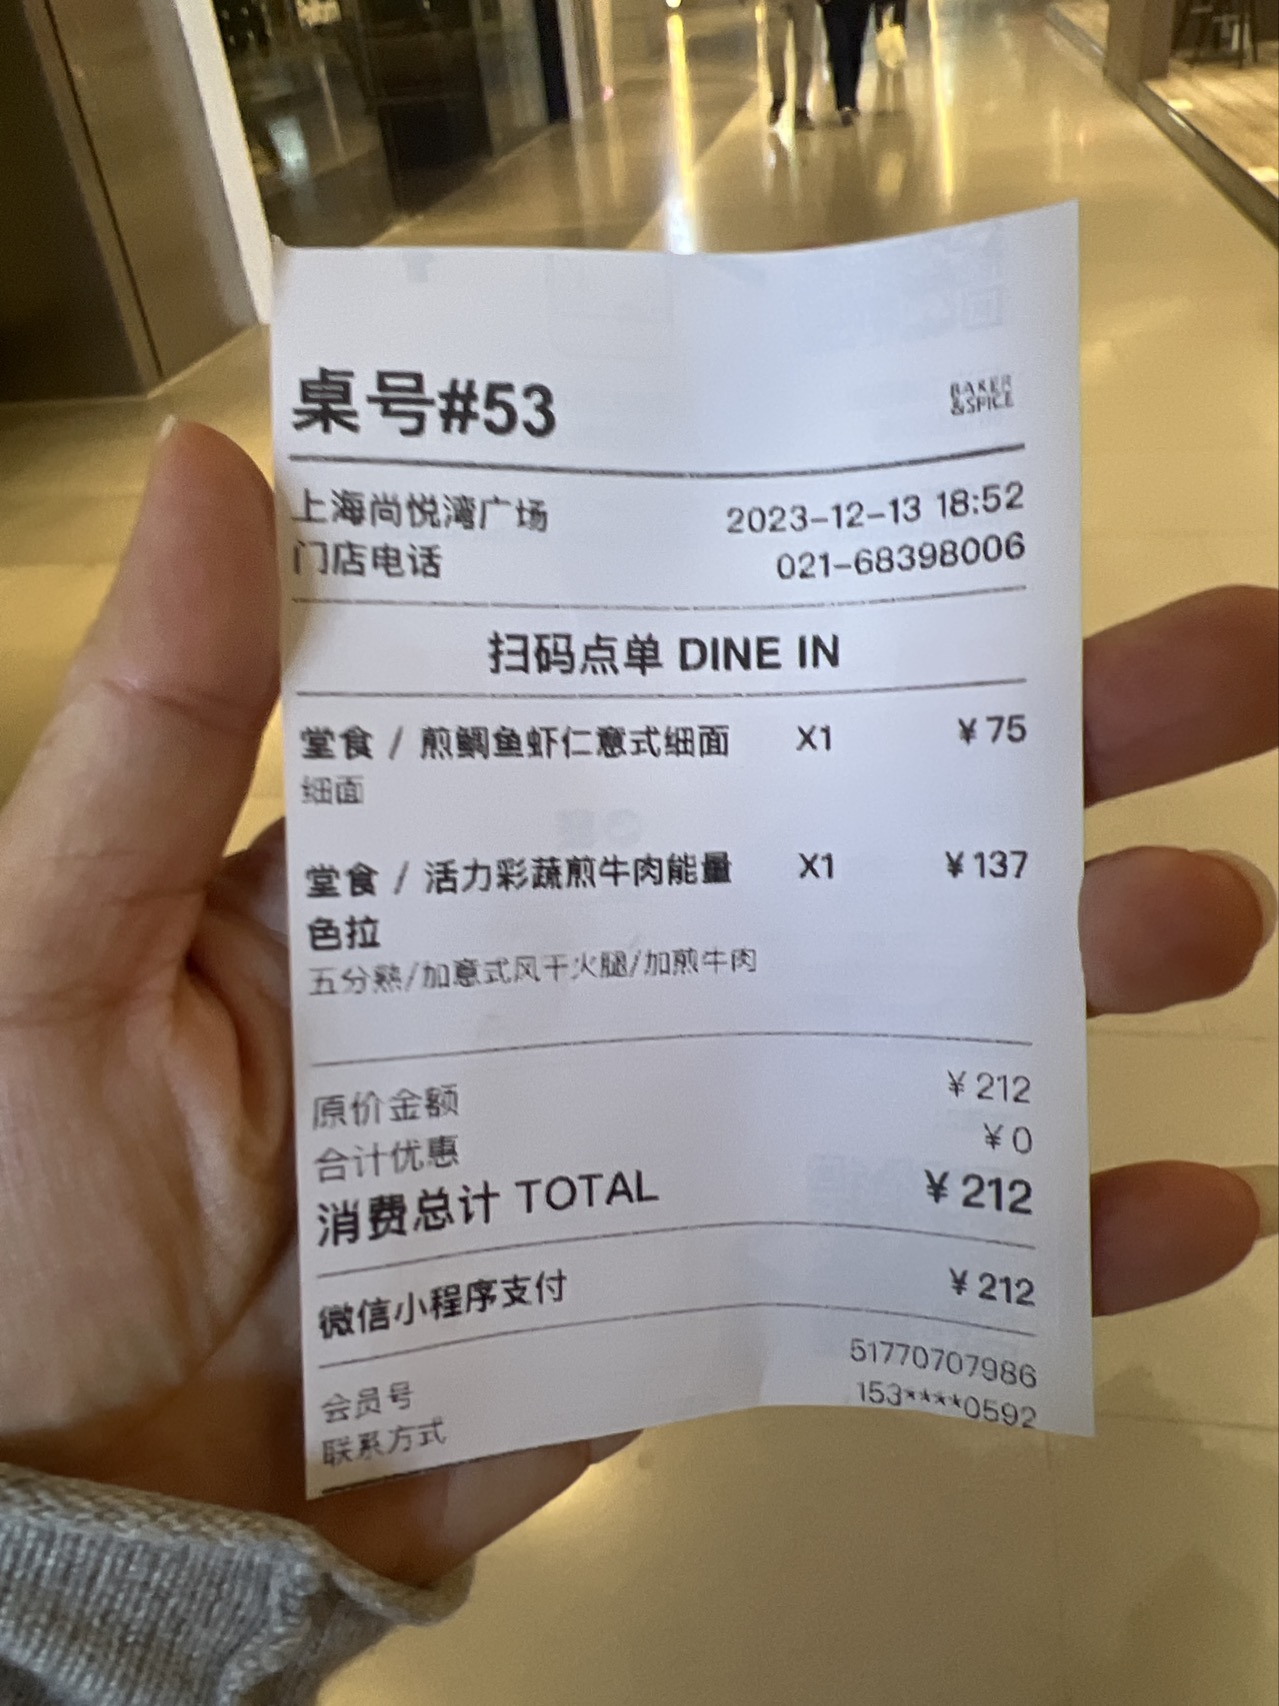 桌号#53
BAKER
&SPICE
上海尚悦湾广场 2023-12-13 18:52
门店电话 021-68398006
扫码点单 DINE IN
堂食 / 煎鲷鱼虾仁意式细面 X1 ¥75
细面
堂食 / 活力彩蔬煎牛肉能量 X1 ¥137
色拉
五分熟/加意式风干火腿/加煎牛肉
原价金额 ¥212
合计优惠 ¥0
消费总计 TOTAL ¥212
微信小程序支付 ¥212
会员号 51770707986
联系方式 153****0592